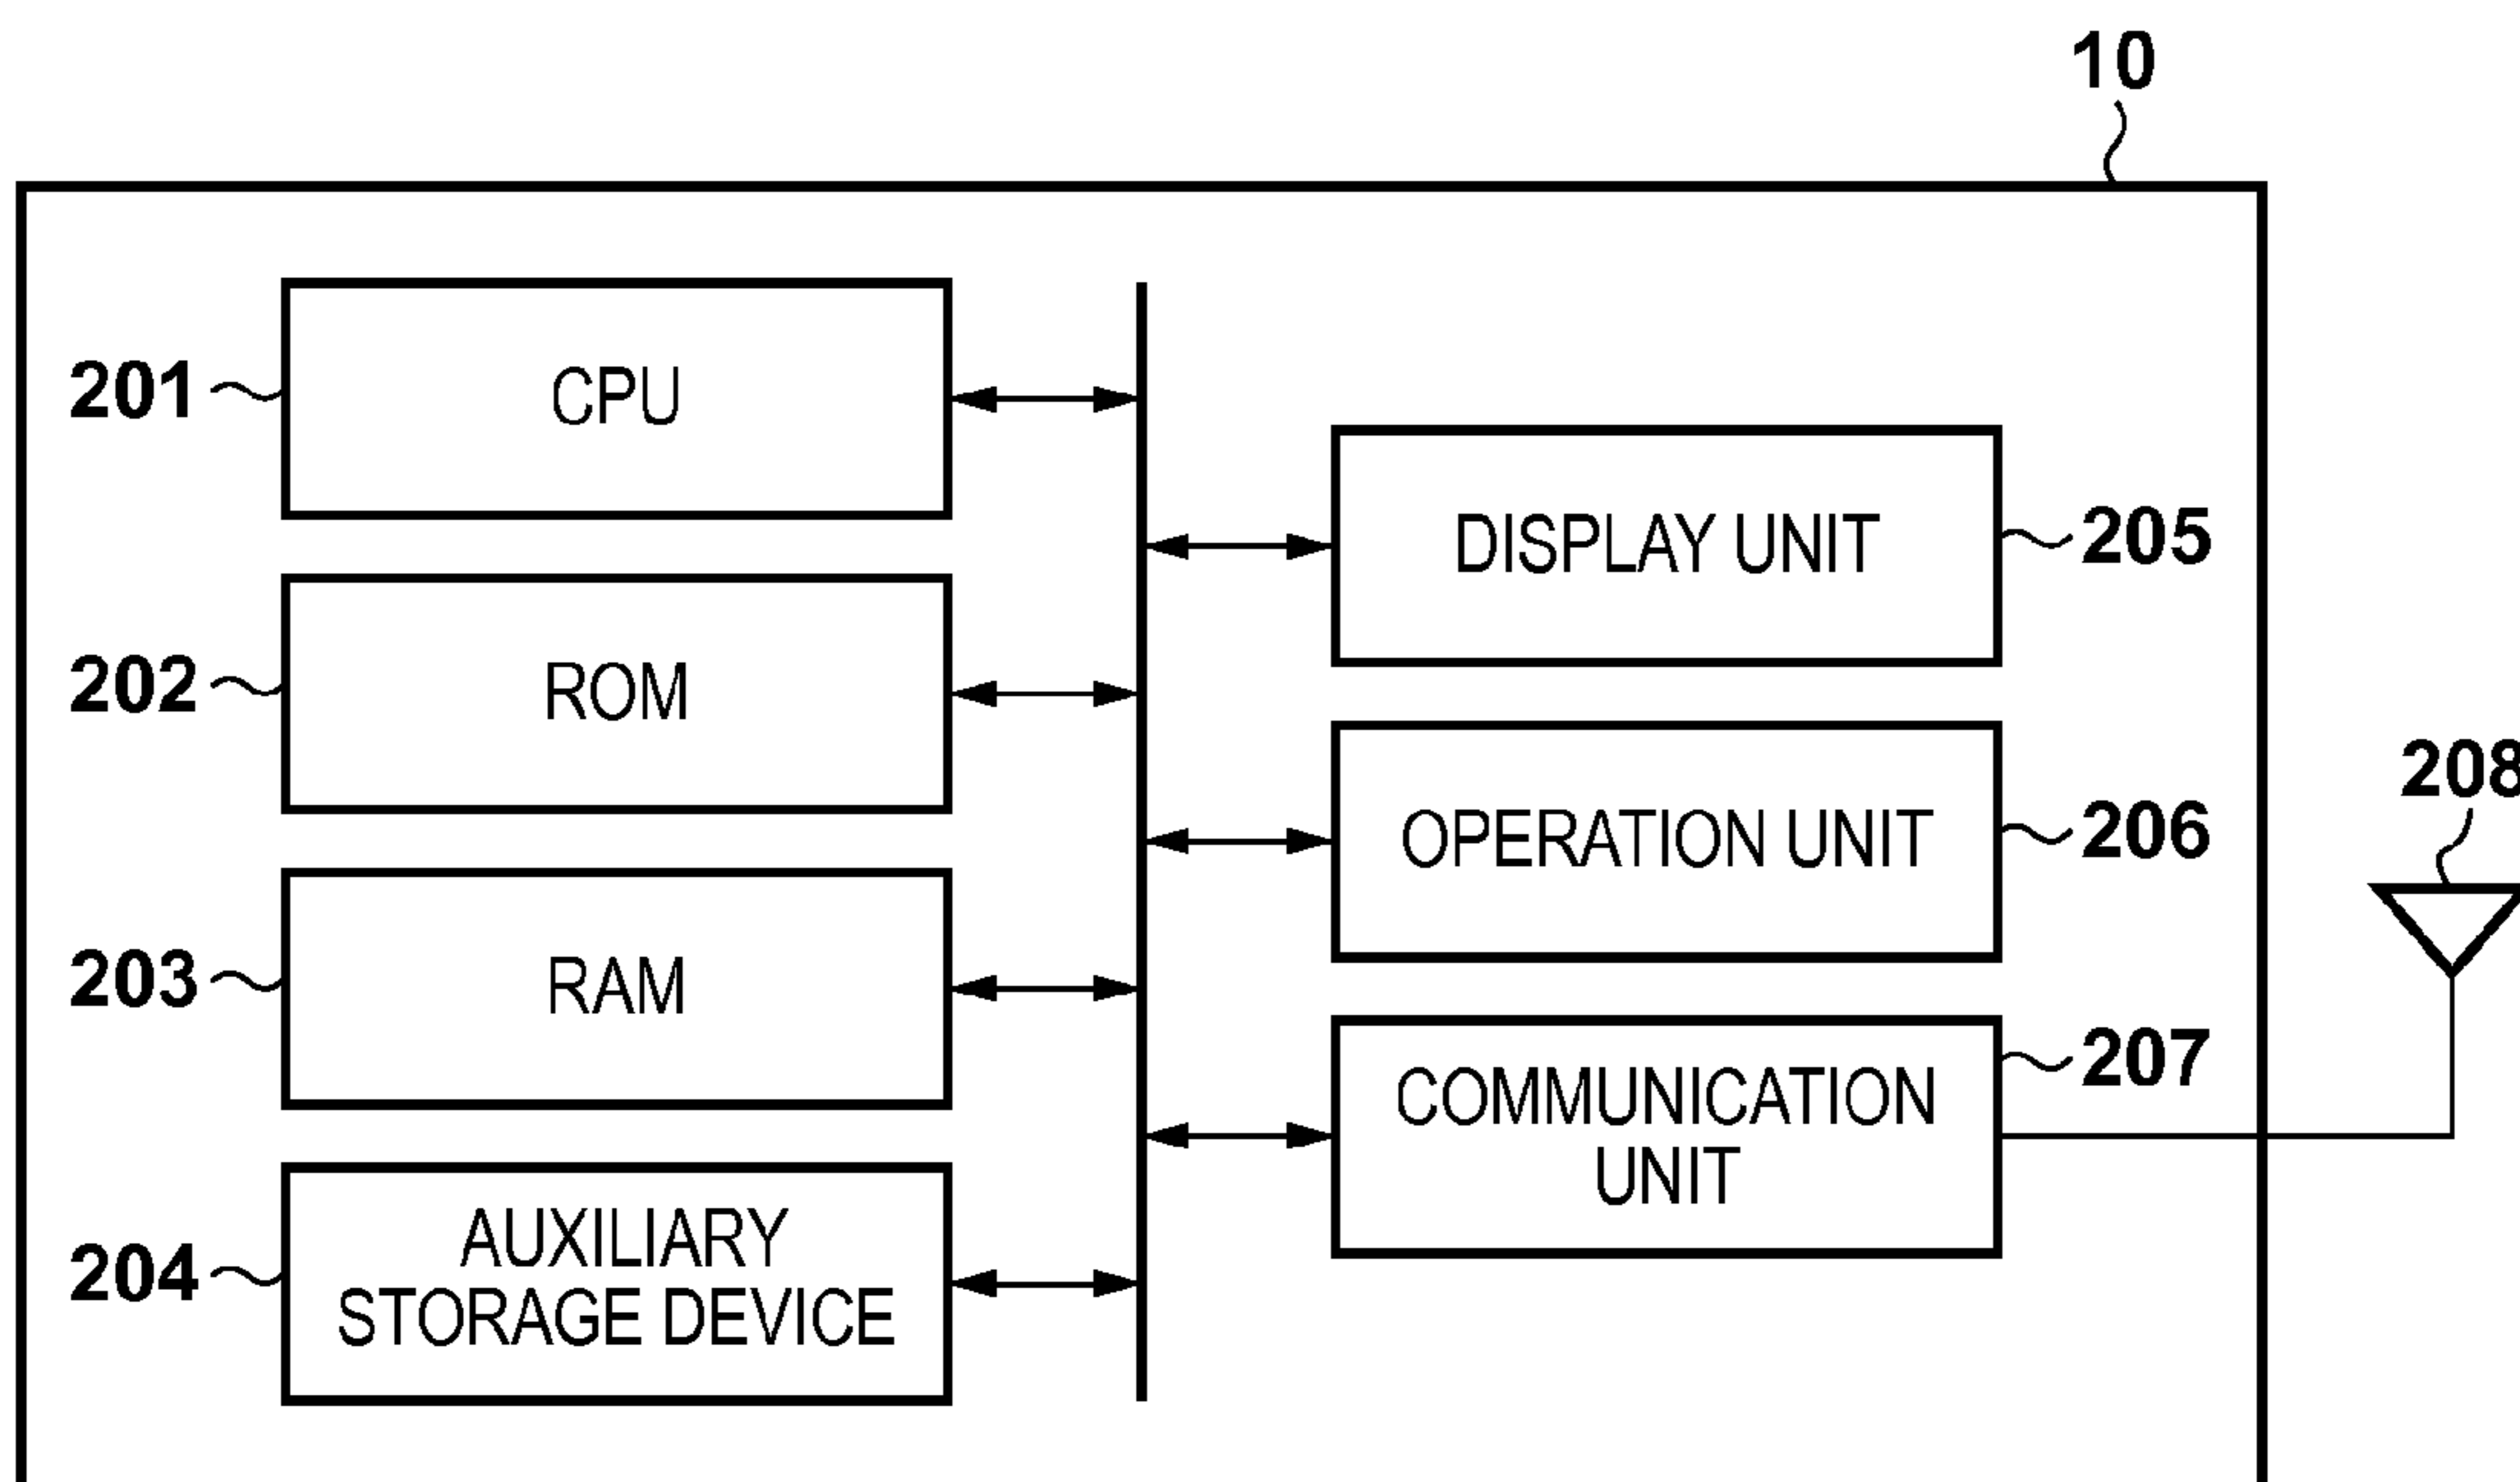 10
201
CPU
DISPLAY UNIT
205
202
ROM
OPERATION UNIT
206
208
203
RAM
COMMUNICATION
UNIT
207
204
AUXILIARY
STORAGE DEVICE